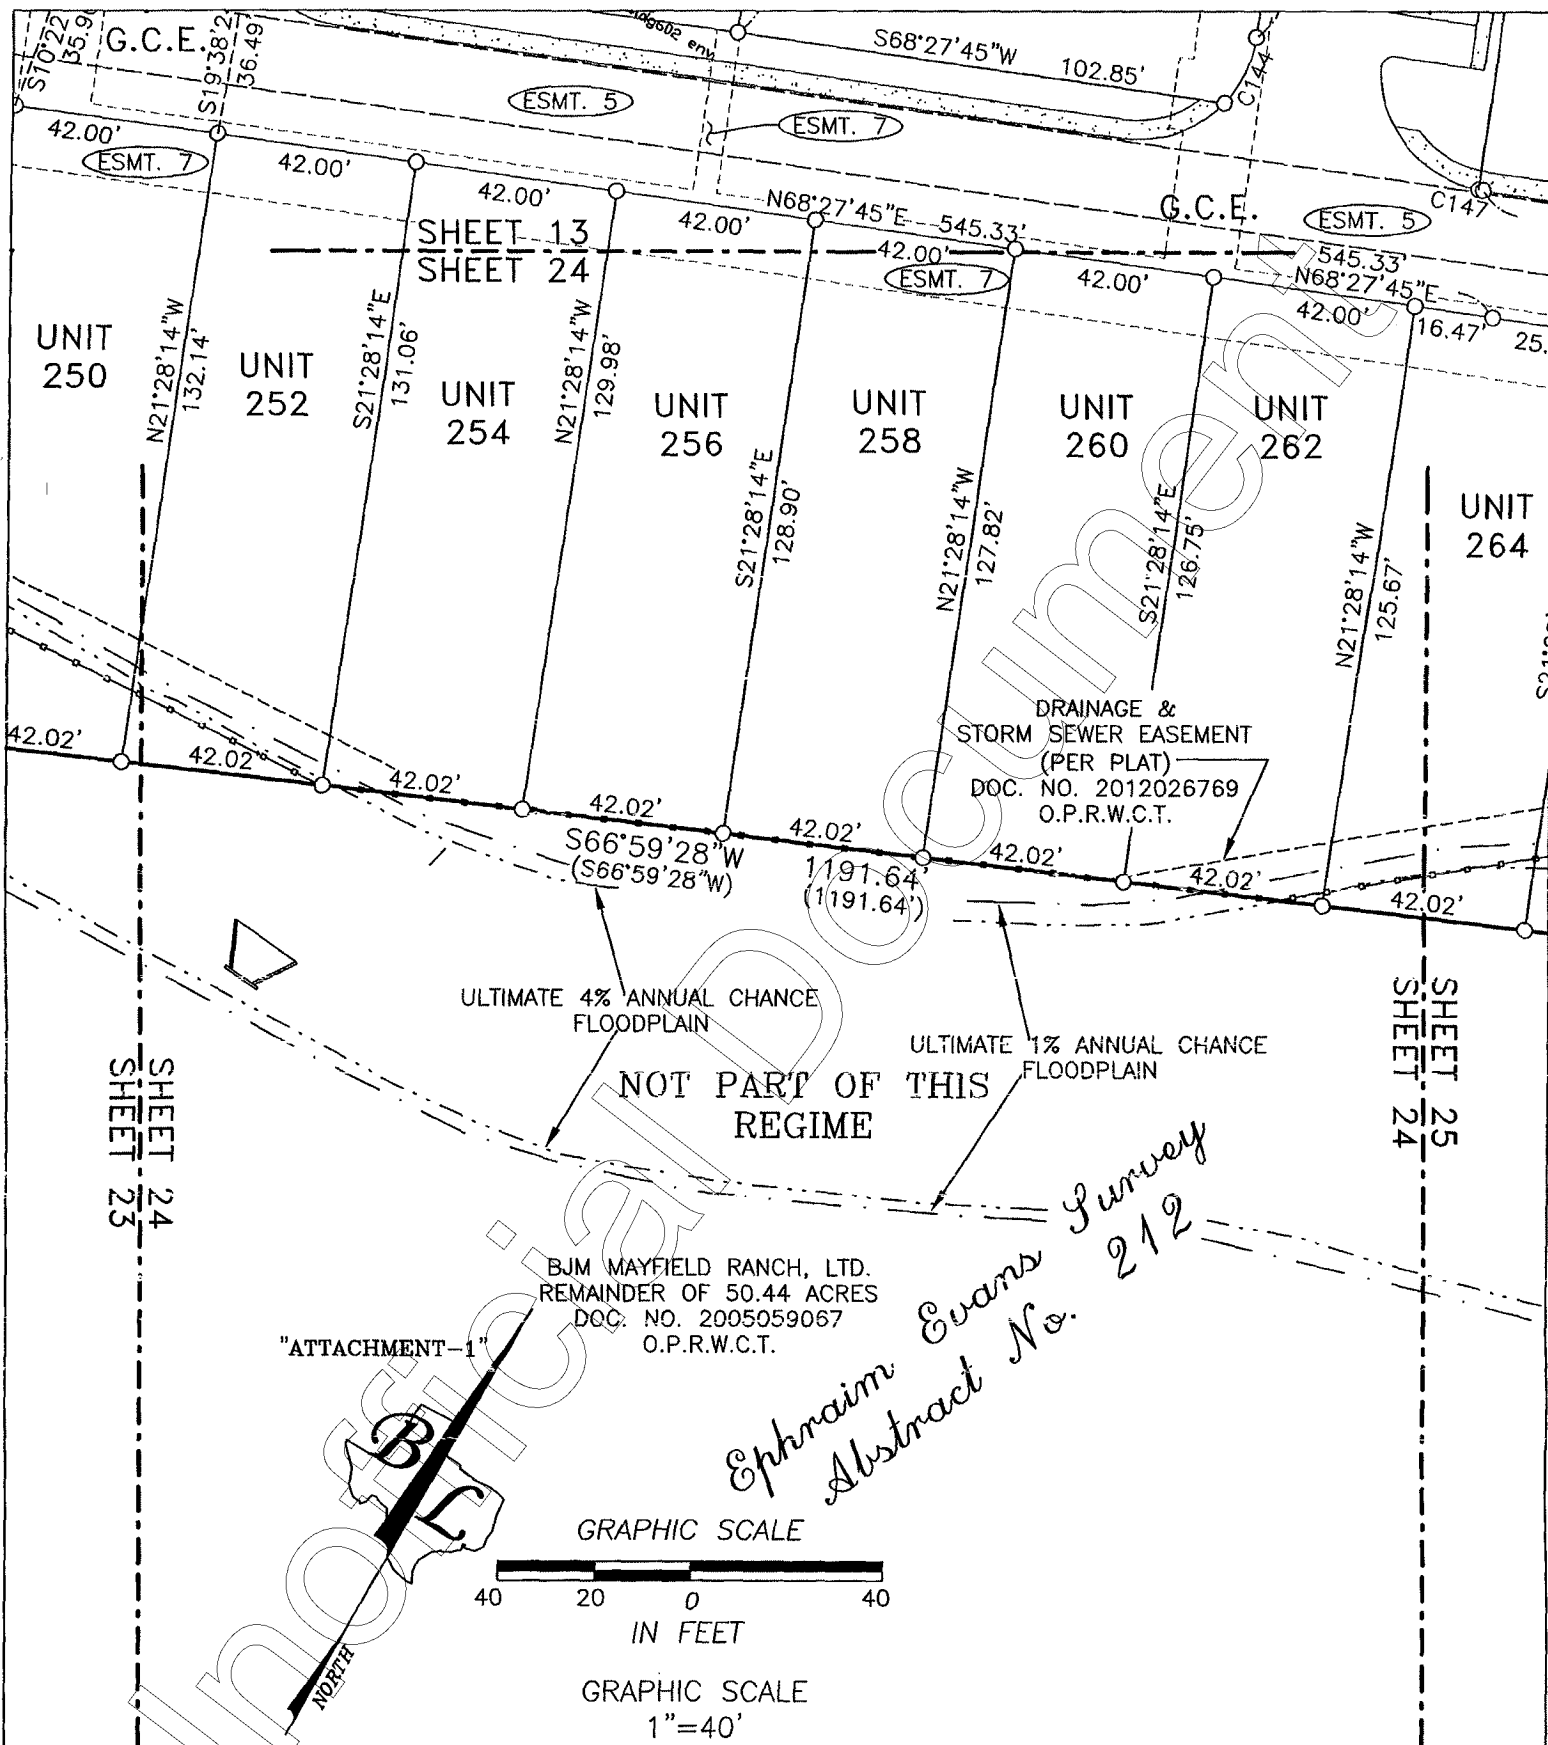 S70°22
35.9
G.C.E.
S19°38'2
36.49'
env
S68°27'45"W 102.85'
C144
ESMT. 5
ESMT. 7
42.00'
ESMT. 7
42.00'
42.00'
42.00'
N68°27'45"E 545.33'
42.00'
ESMT. 7
42.00'
G.C.E.
ESMT. 5
C147
545.33'
N68°27'45"E
42.00'
16.47'
25.
SHEET 13
SHEET 24
UNIT
250
N21°28'14"W
132.14'
UNIT
252
S21°28'14"E
131.06'
UNIT
254
N21°28'14"W
129.98'
UNIT
256
S21°28'14"E
128.90'
UNIT
258
N21°28'14"W
127.82'
UNIT
260
S21°28'14"E
126.75'
UNIT
262
N21°28'14"W
125.67'
UNIT
264
DRAINAGE &
STORM SEWER EASEMENT
(PER PLAT)
DOC. NO. 2012026769
O.P.R.W.C.T.
42.02'
42.02'
42.02'
42.02'
42.02'
42.02'
42.02'
42.02'
S66°59'28"W
(S66°59'28"W)
1191.64'
(1191.64')
ULTIMATE 4% ANNUAL CHANCE
FLOODPLAIN
ULTIMATE 1% ANNUAL CHANCE
FLOODPLAIN
NOT PART OF THIS
REGIME
SHEET 24
SHEET 23
SHEET 25
SHEET 24
BJM MAYFIELD RANCH, LTD.
REMAINDER OF 50.44 ACRES
DOC. NO. 2005059067
O.P.R.W.C.T.
"ATTACHMENT-1"
Ephraim Evans Survey
Abstract No. 212
B
L
NORTH
GRAPHIC SCALE
40 20 0 40
IN FEET
GRAPHIC SCALE
1"=40'
Unofficial Document